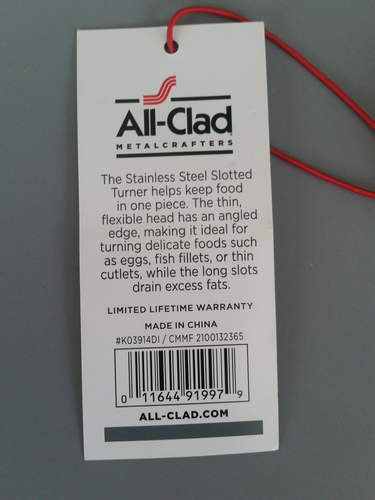 All-Clad
METALCRAFTERS
The Stainless Steel Slotted
Turner helps keep food
in one piece. The thin,
flexible head has an angled
edge, making it ideal for
turning delicate foods such
as eggs, fish fillets, or thin
cutlets, while the long slots
drain excess fats.
LIMITED LIFETIME WARRANTY
MADE IN CHINA
#K03914DI / CMMF 2100132365
0 11644 91997 9
ALL-CLAD.COM